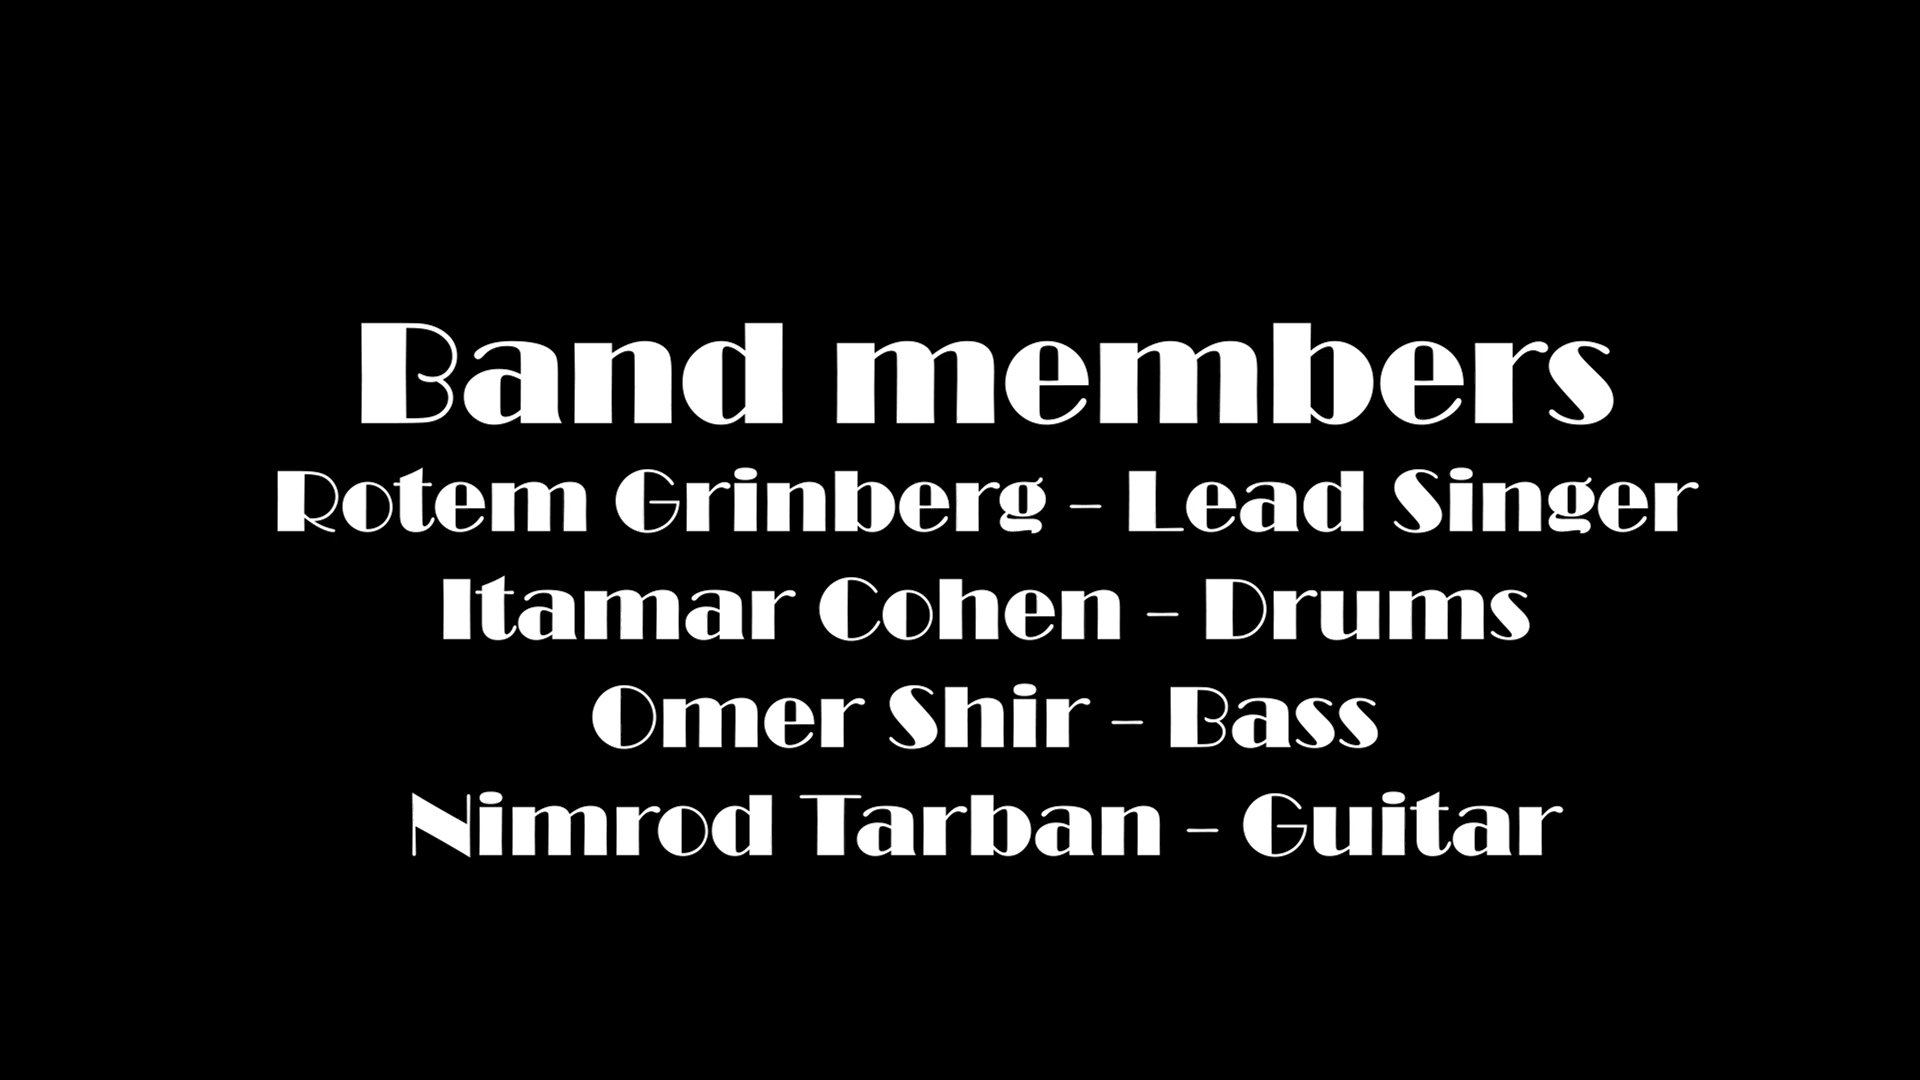 Band members
Rotem Grinberg - Lead Singer
Itamar Cohen - Drums
Omer Shir - Bass
Nimrod Tarban - Guitar